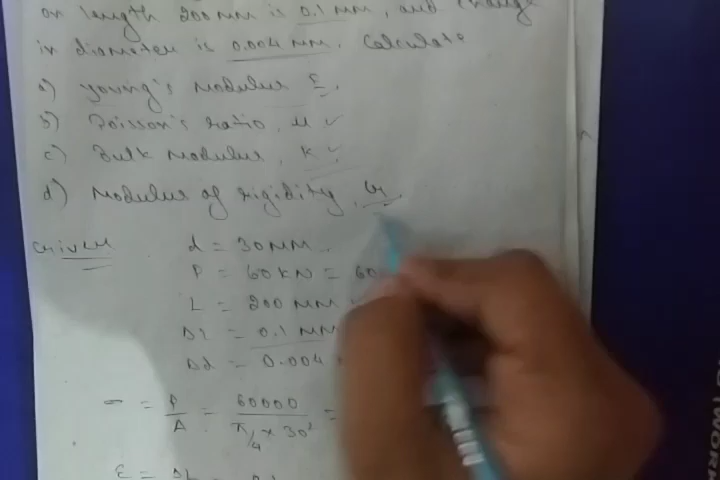 on length 200 mm is 0.1 mm, and change
in diameter is 0.004 mm. Calculate
a) Young's Modulus E.
b) Poisson's ratio, μ ✓
c) Bulk Modulus, K ✓
d) Modulus of rigidity, G.
Given
d = 30 mm.
P = 60 kN = 60
L = 200 mm
ΔL = 0.1 mm
Δd = 0.004
σ = P/A = 60000 / (π/4 × 30²) =
ε = ΔL